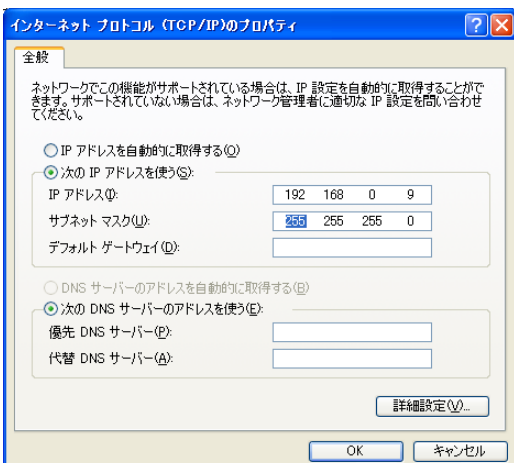 インターネット プロトコル (TCP/IP)のプロパティ
全般
ネットワークでこの機能がサポートされている場合は、IP 設定を自動的に取得することがで
きます。サポートされていない場合は、ネットワーク管理者に適切な IP 設定を問い合わせ
てください。
IP アドレスを自動的に取得する(O)
次の IP アドレスを使う(S):
IP アドレス(I): 192 168 0 9
サブネット マスク(U): 255 255 255 0
デフォルト ゲートウェイ(D):
DNS サーバーのアドレスを自動的に取得する(B)
次の DNS サーバーのアドレスを使う(E):
優先 DNS サーバー(P):
代替 DNS サーバー(A):
詳細設定(V)...
OK キャンセル